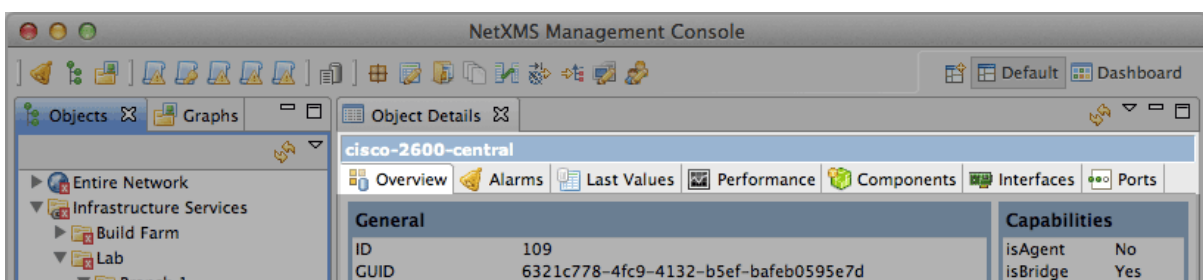 NetXMS Management Console
Default Dashboard
Objects Graphs
Object Details
cisco-2600-central
Overview Alarms Last Values Performance Components Interfaces Ports
Entire Network
Infrastructure Services
Build Farm
Lab
General
ID 109
GUID 6321c778-4fc9-4132-b5ef-bafeb0595e7d
Capabilities
isAgent No
isBridge Yes